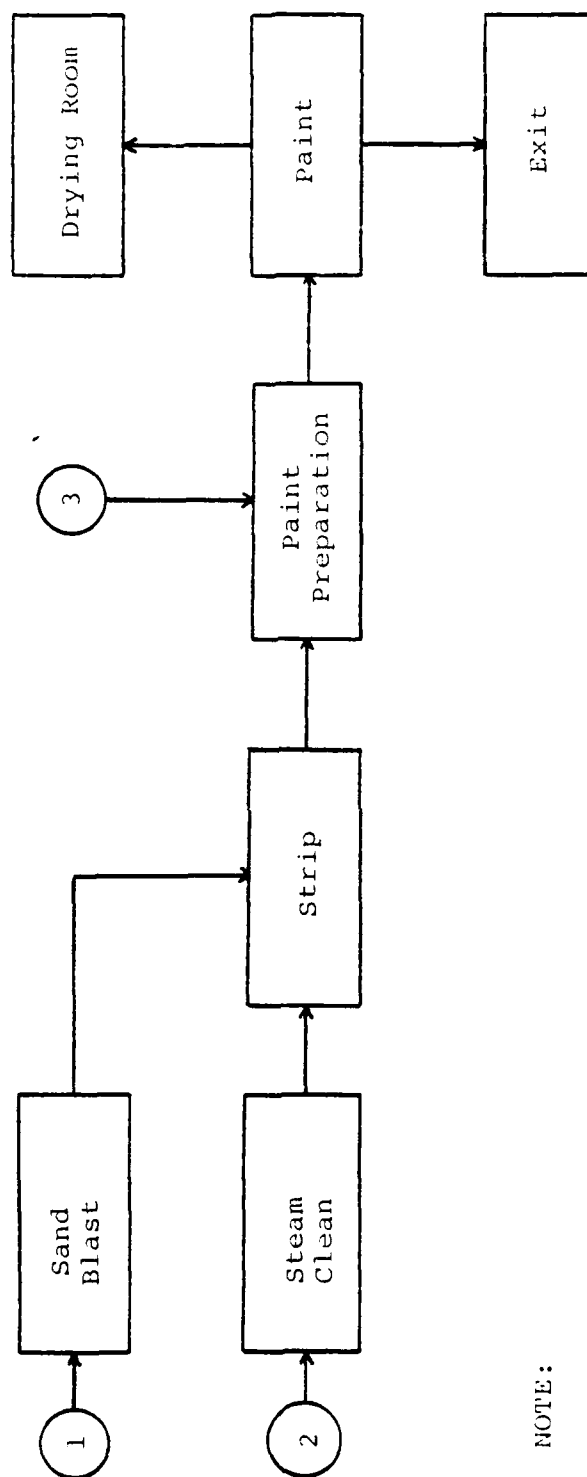 1
Sand
Blast
2
Steam
Clean
Strip
3
Paint
Preparation
Drying Room
Paint
Exit
NOTE: